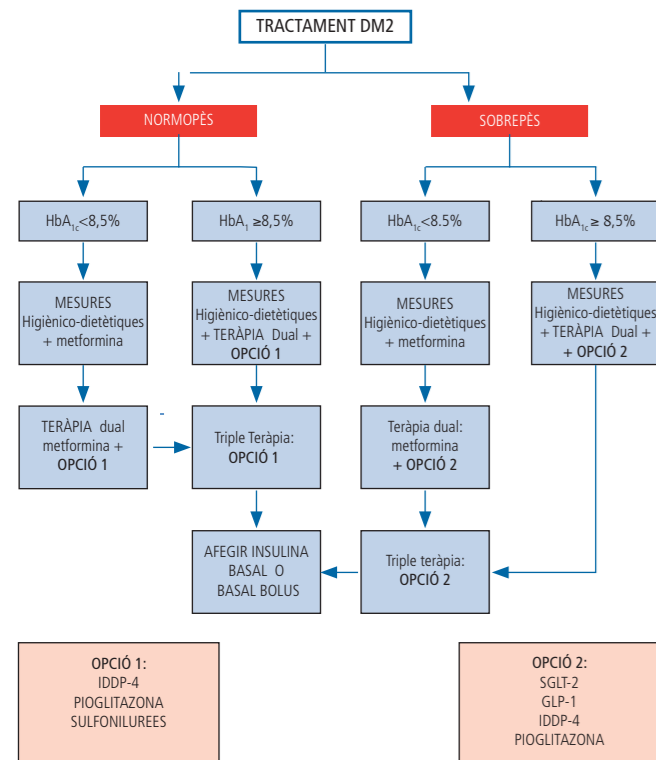 TRACTAMENT DM2
NORMOPÈS
SOBREPÈS
HbA1c<8,5%
HbA1 ≥8,5%
HbA1c<8.5%
HbA1c≥ 8,5%
MESURES
Higiènico-dietètiques
+ metformina
MESURES
Higiènico-dietètiques
+ TERÀPIA Dual +
OPCIÓ 1
MESURES
Higiènico-dietètiques
+ metformina
MESURES
Higiènico-dietètiques
+ TERÀPIA Dual +
+ OPCIÓ 2
TERÀPIA dual
metformina +
OPCIÓ 1
Triple Teràpia:
OPCIÓ 1
Teràpia dual:
metformina
+ OPCIÓ 2
AFEGIR INSULINA
BASAL O
BASAL BOLUS
Triple teràpia:
OPCIÓ 2
OPCIÓ 1:
IDDP-4
PIOGLITAZONA
SULFONILUREES
OPCIÓ 2:
SGLT-2
GLP-1
IDDP-4
PIOGLITAZONA